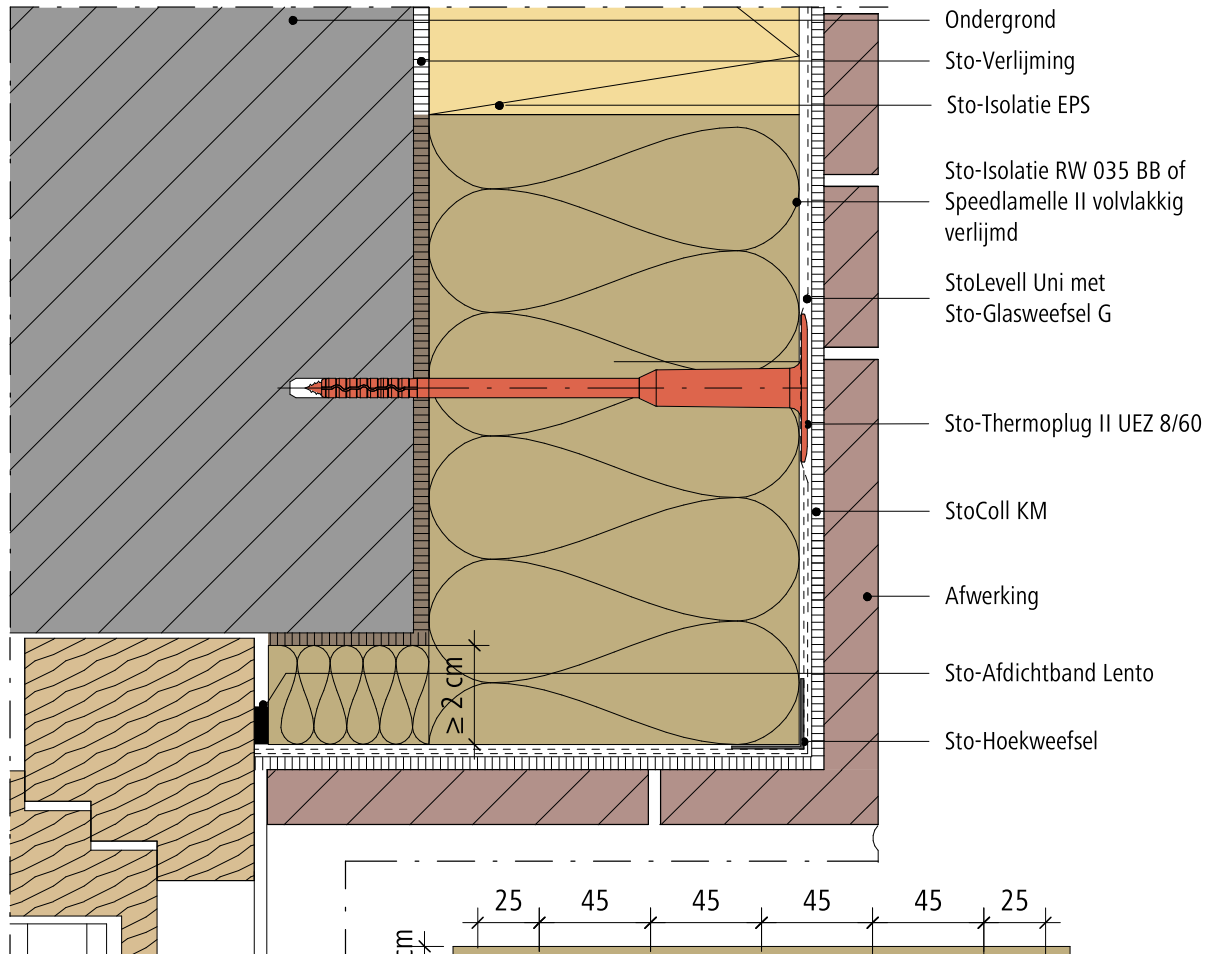 Ondergrond
Sto-Verlijming
Sto-Isolatie EPS
Sto-Isolatie RW 035 BB of
Speedlamelle II volvlakkig
verlijmd
StoLevell Uni met
Sto-Glasweefsel G
Sto-Thermoplug II UEZ 8/60
StoColl KM
Afwerking
Sto-Afdichtband Lento
≥ 2 cm
Sto-Hoekweefsel
25 45 45 45 45 25
cm